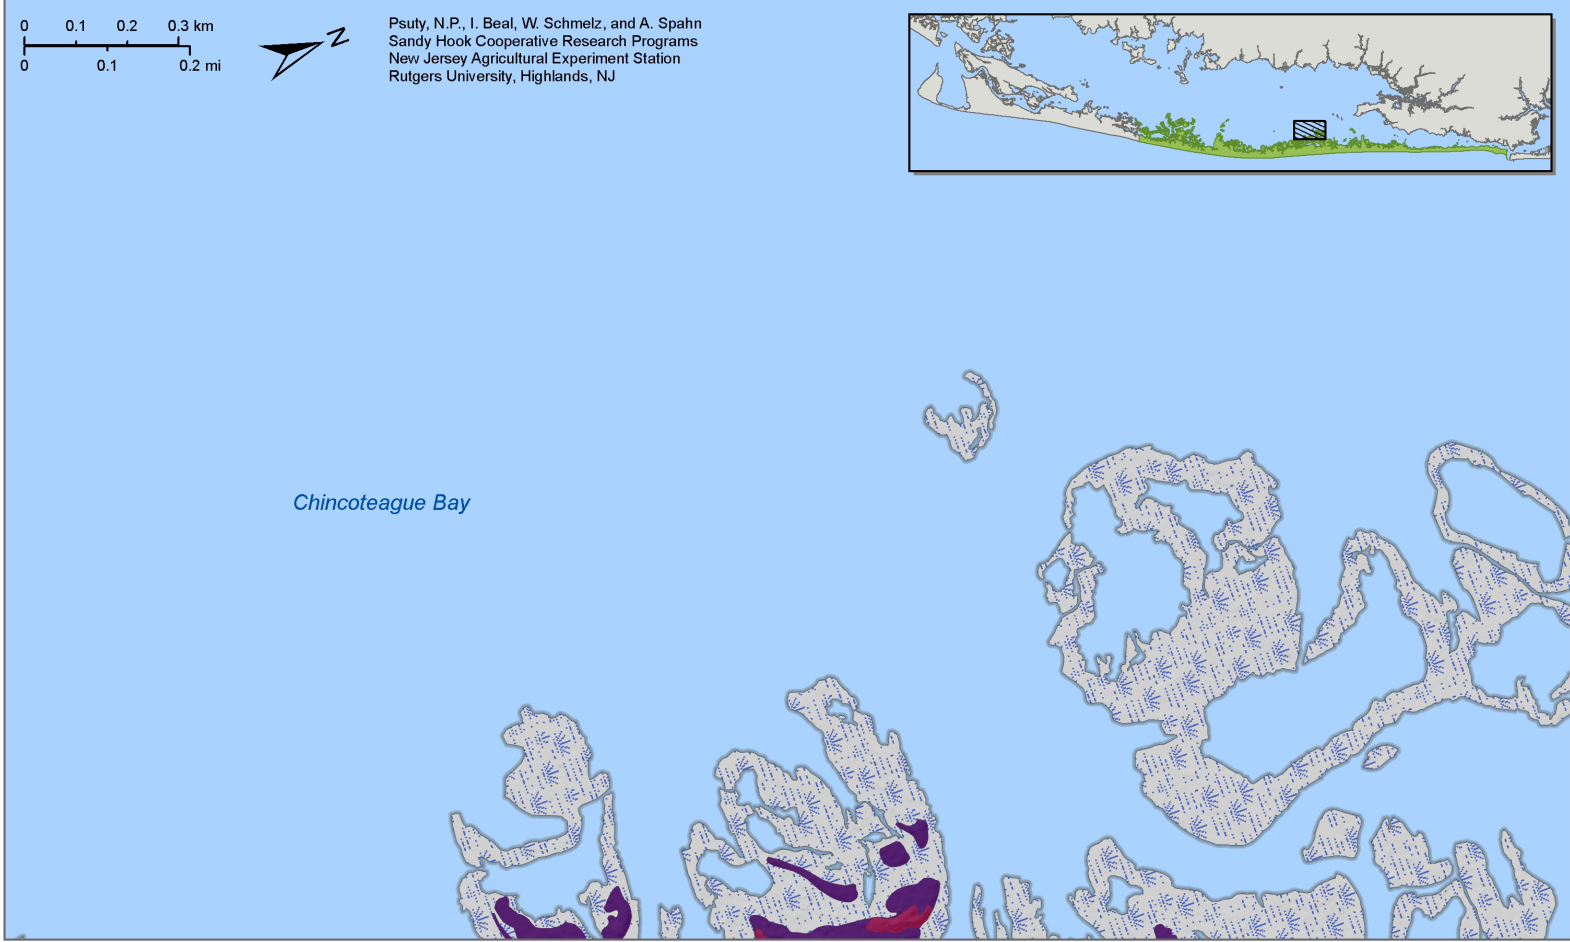 0 0.1 0.2 0.3 km
0 0.1 0.2 mi
N
Psuty, N.P., I. Beal, W. Schmelz, and A. Spahn
Sandy Hook Cooperative Research Programs
New Jersey Agricultural Experiment Station
Rutgers University, Highlands, NJ
Chincoteague Bay